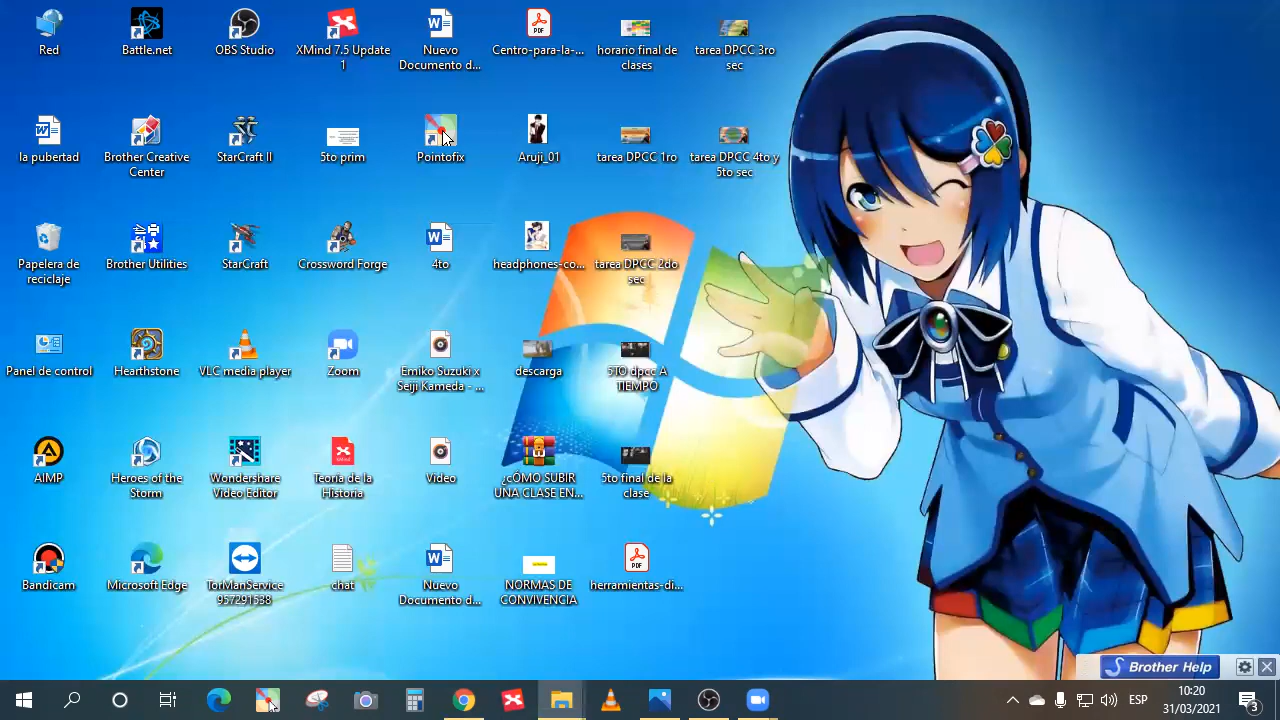 Red
Battle.net
OBS Studio
XMind 7.5 Update
1
Nuevo
Documento d...
Centro-para-la-...
horario final de
clases
tarea DPCC 3ro
sec
la pubertad
Brother Creative
Center
StarCraft II
5to prim
Pointofix
Aruji_01
tarea DPCC 1ro
tarea DPCC 4to y
5to sec
Papelera de
reciclaje
Brother Utilities
StarCraft
Crossword Forge
4to
headphones-co...
tarea DPCC 2do
sec
Panel de control
Hearthstone
VLC media player
Zoom
Emiko Suzuki x
Seiji Kameda - ...
descarga
5TO dpcc A
TIEMPO
AIMP
Heroes of the
Storm
Wondershare
Video Editor
Teoria de la
Historia
Video
¿CÓMO SUBIR
UNA CLASE EN...
5to final de la
clase
Bandicam
Microsoft Edge
TorManService
957291538
chat
Nuevo
Documento d...
NORMAS DE
CONVIVENCIA
herramientas-di...
Brother Help
ESP
10:20
31/03/2021
3